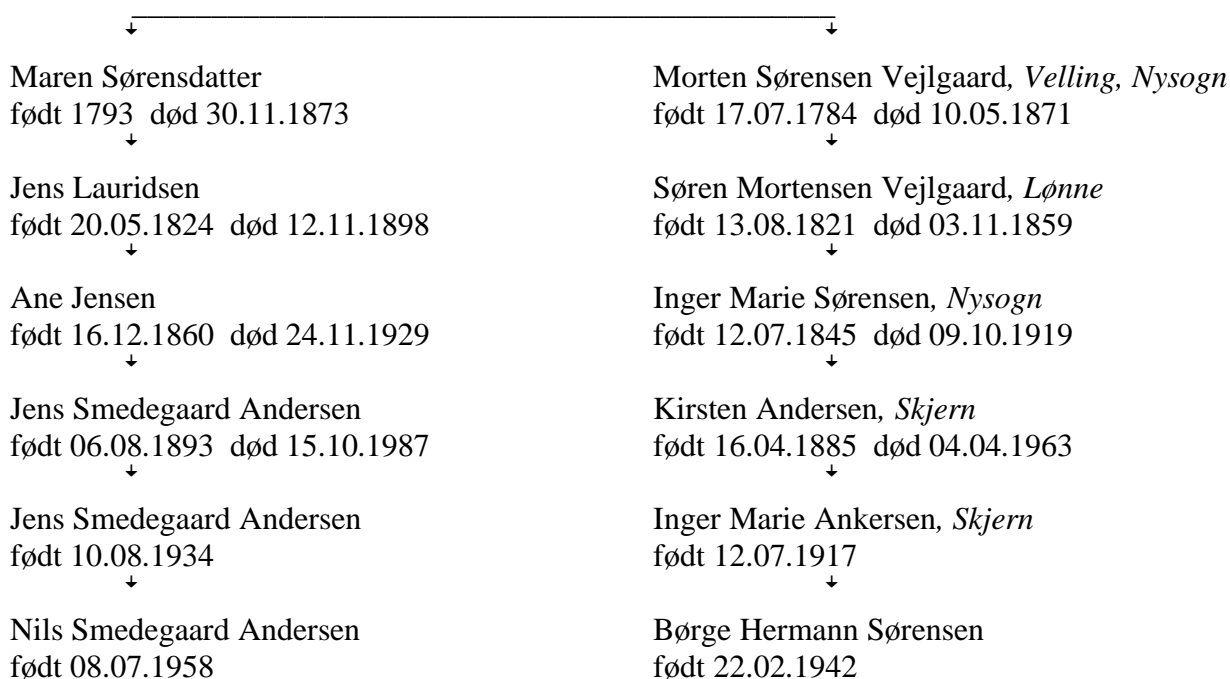 Maren Sørensdatter
født 1793 død 30.11.1873
Jens Lauridsen
født 20.05.1824 død 12.11.1898
Ane Jensen
født 16.12.1860 død 24.11.1929
Jens Smedegaard Andersen
født 06.08.1893 død 15.10.1987
Jens Smedegaard Andersen
født 10.08.1934
Nils Smedegaard Andersen
født 08.07.1958
Morten Sørensen Vejlgaard, Velling, Nysogn
født 17.07.1784 død 10.05.1871
Søren Mortensen Vejlgaard, Lønne
født 13.08.1821 død 03.11.1859
Inger Marie Sørensen, Nysogn
født 12.07.1845 død 09.10.1919
Kirsten Andersen, Skjern
født 16.04.1885 død 04.04.1963
Inger Marie Ankersen, Skjern
født 12.07.1917
Børge Hermann Sørensen
født 22.02.1942